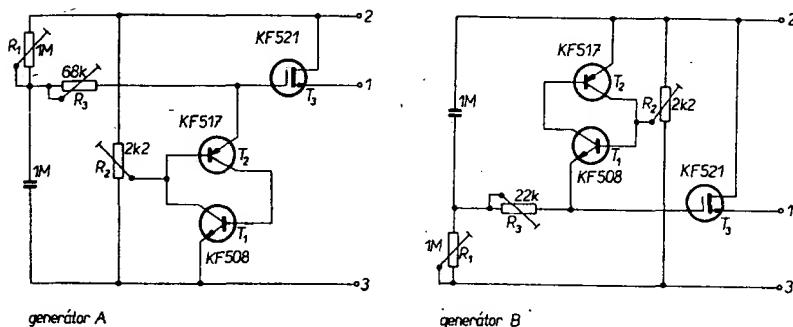 R1
1M
68k
R3
KF521
T3
2
1
KF517
T2
2k2
R2
1M
T1
KF508
3
generátor A
KF517
T2
R2
2k2
1M
T1
KF508
KF521
T3
2
1
22k
R3
1M
R1
3
generátor B